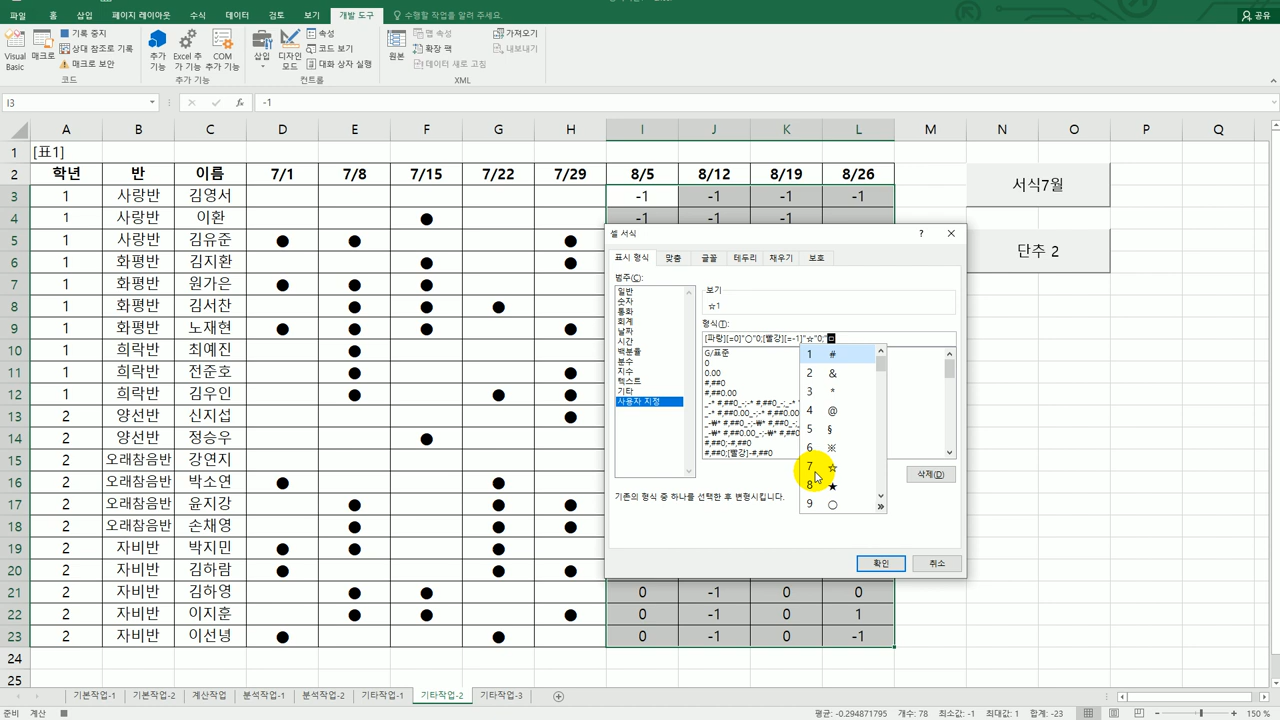 파일 홈 삽입 페이지 레이아웃 수식 데이터 검토 보기 개발 도구 수행할 작업을 알려 주세요. 공유
Visual Basic 매크로 기록 중지 상대 참조로 기록 매크로 보안 추가 기능 Excel 추가 기능 COM 추가 기능 삽입 디자인 모드 속성 코드 보기 대화 상자 실행 원본 맵 속성 확장 팩 데이터 새로 고침 가져오기 내보내기
코드 추가 기능 컨트롤 XML
I3 fx -1
A B C D E F G H I J K L M N O P Q
1 [표1]
2 학년 반 이름 7/1 7/8 7/15 7/22 7/29 8/5 8/12 8/19 8/26
3 1 사랑반 김영서 -1 -1 -1 -1
4 1 사랑반 이환 ● -1 -1 -1
5 1 사랑반 김유준 ● ● ●
6 1 화평반 김지환 ● ●
7 1 화평반 원가은 ● ● ●
8 1 화평반 김서찬 ● ● ●
9 1 화평반 노재현 ● ● ● ●
10 1 희락반 최예진 ●
11 1 희락반 전준호 ● ●
12 1 희락반 김우인 ● ● ●
13 2 양선반 신지섭 ●
14 2 양선반 정승우 ●
15 2 오래참음반 강연지
16 2 오래참음반 박소연 ● ●
17 2 오래참음반 윤지강 ● ● ●
18 2 오래참음반 손채영 ● ● ●
19 2 자비반 박지민 ● ● ●
20 2 자비반 김하람 ● ● ●
21 2 자비반 김하영 ● ● 0 -1 0 0
22 2 자비반 이지훈 ● ● ● 0 -1 0 1
23 2 자비반 이선녕 ● ● 0 -1 0 -1
24
25
서식7월
단추 2
셀 서식 ? ×
표시 형식 맞춤 글꼴 테두리 채우기 보호
범주(C):
일반
숫자
통화
회계
날짜
시간
백분율
분수
지수
텍스트
기타
사용자 지정
보기
☆1
형식(T):
[파랑][=0]"○"0;[빨강][=-1]"☆"0;"ㅁ
G/표준
0
0.00
#,##0
#,##0.00
_-* #,##0_-;-* #,##0_-;_-*
_-* #,##0.00_-;-* #,##0.00
_-₩* #,##0_-;-₩* #,##0_-;
_-₩* #,##0.00_-;-₩* #,##0
#,##0;-#,##0
#,##0;[빨강]-#,##0
1 #
2 &
3 *
4 @
5 §
6 ※
7 ☆
8 ★
9 ○
삭제(D)
기존의 형식 중 하나를 선택한 후 변형시킵니다.
확인 취소
기본작업-1 기본작업-2 계산작업 분석작업-1 분석작업-2 기타작업-1 기타작업-2 기타작업-3
준비 계산 평균: -0.294871795 개수: 78 최소값: -1 최대값: 1 합계: -23 150 %